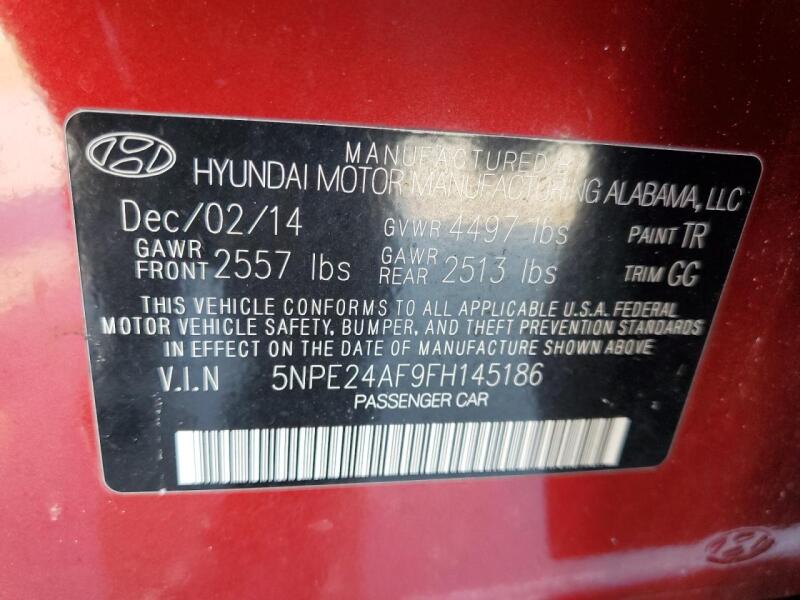 MANUFACTURED BY
HYUNDAI MOTOR MANUFACTURING ALABAMA, LLC
Dec/02/14 GVWR 4497 lbs PAINT TR
GAWR FRONT 2557 lbs GAWR REAR 2513 lbs TRIM GG
THIS VEHICLE CONFORMS TO ALL APPLICABLE U.S.A. FEDERAL
MOTOR VEHICLE SAFETY, BUMPER, AND THEFT PREVENTION STANDARDS
IN EFFECT ON THE DATE OF MANUFACTURE SHOWN ABOVE
V.I.N 5NPE24AF9FH145186
PASSENGER CAR